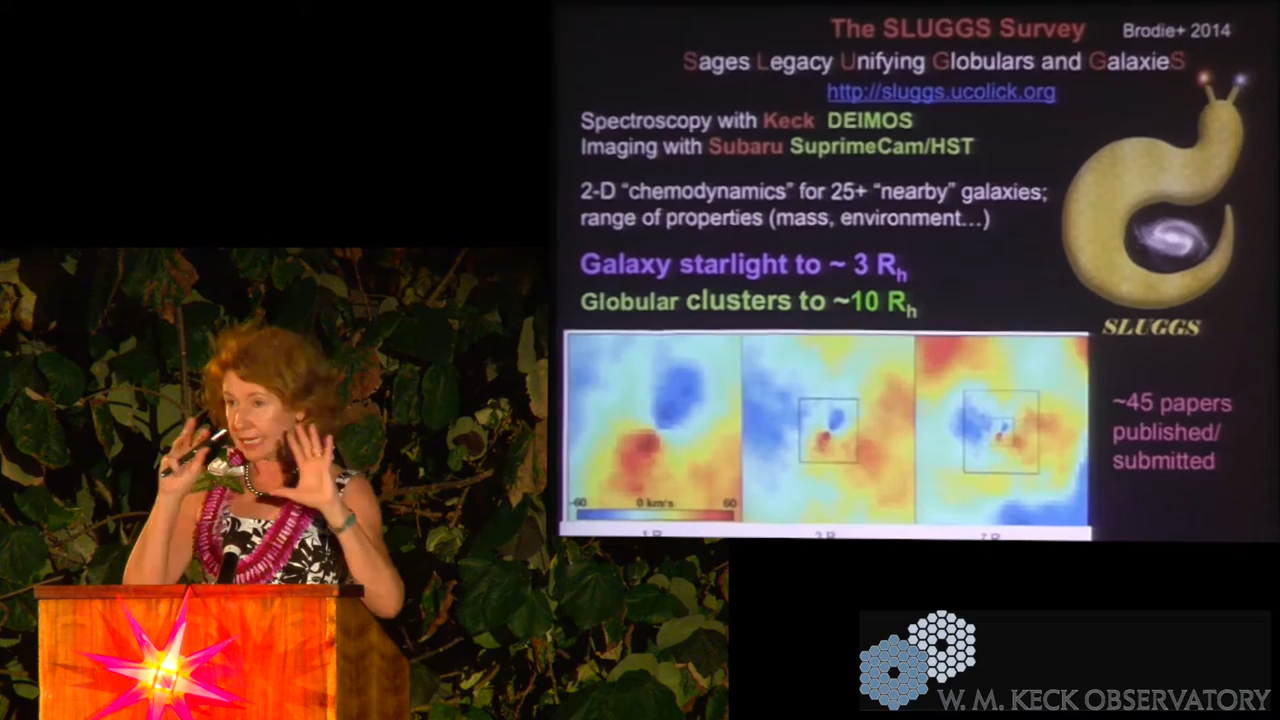 The SLUGGS Survey Brodie+ 2014
Sages Legacy Unifying Globulars and GalaxieS
http://sluggs.ucolick.org
Spectroscopy with Keck DEIMOS
Imaging with Subaru SuprimeCam/HST
2-D “chemodynamics” for 25+ “nearby” galaxies;
range of properties (mass, environment…)
Galaxy starlight to ~ 3 Rh
Globular clusters to ~10 Rh
SLUGGS
-60 0 km/s 60
~45 papers
published/
submitted
W. M. KECK OBSERVATORY